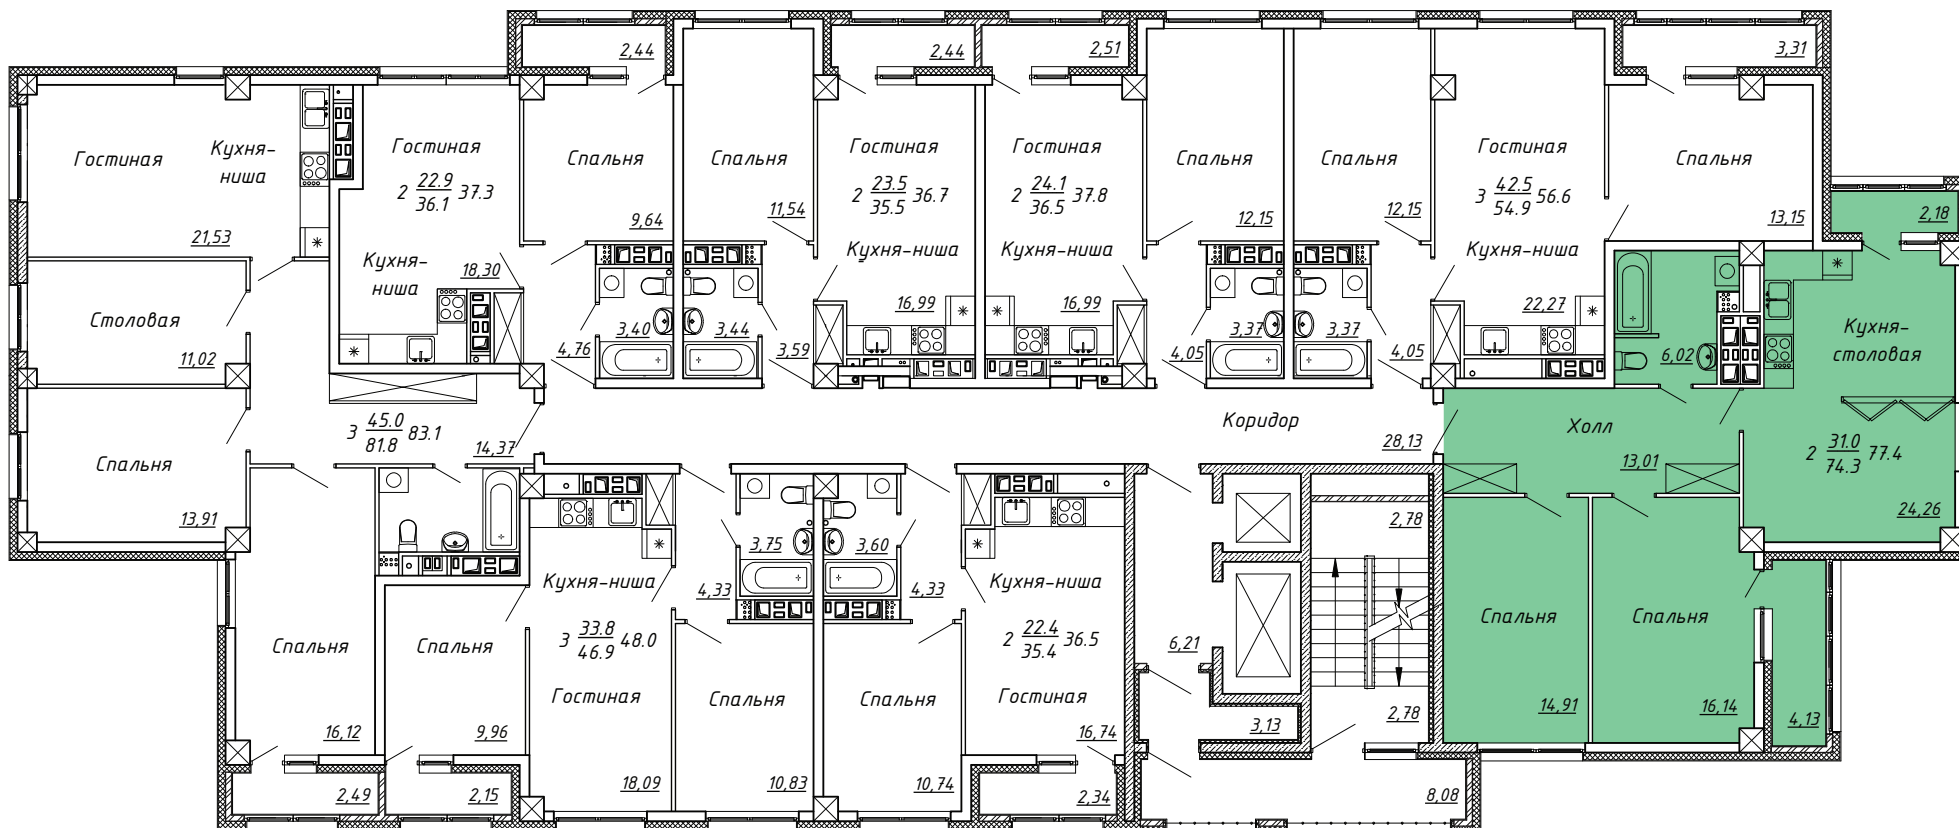 2,44
2,44
2,51
3,31
Гостиная
Кухня-
ниша
21,53
Гостиная
2 22.9 37.3
36.1
Кухня-
ниша
18,30
Спальня
9,64
Спальня
11,54
Гостиная
2 23.5 36.7
35.5
Кухня-ниша
16,99
Гостиная
2 24.1 37.8
36.5
Кухня-ниша
16,99
Спальня
12,15
Спальня
12,15
Гостиная
3 42.5 56.6
54.9
Кухня-ниша
22,27
Спальня
13,15
2,18
Столовая
11,02
4,76
3,40
3,44
3,59
4,05
3,37
3,37
4,05
6,02
Кухня-
столовая
Спальня
13,91
3 45.0 83.1
81.8
14,37
Коридор
28,13
Холл
13,01
2 31.0 77.4
74.3
24,26
Спальня
16,12
Спальня
9,96
Кухня-ниша
3 33.8 48.0
46.9
Гостиная
18,09
4,33
3,75
3,60
4,33
Спальня
10,83
Спальня
10,74
Кухня-ниша
2 22.4 36.5
35.4
Гостиная
16,74
6,21
3,13
2,78
2,78
Спальня
14,91
Спальня
16,14
4,13
2,49
2,15
2,34
8,08